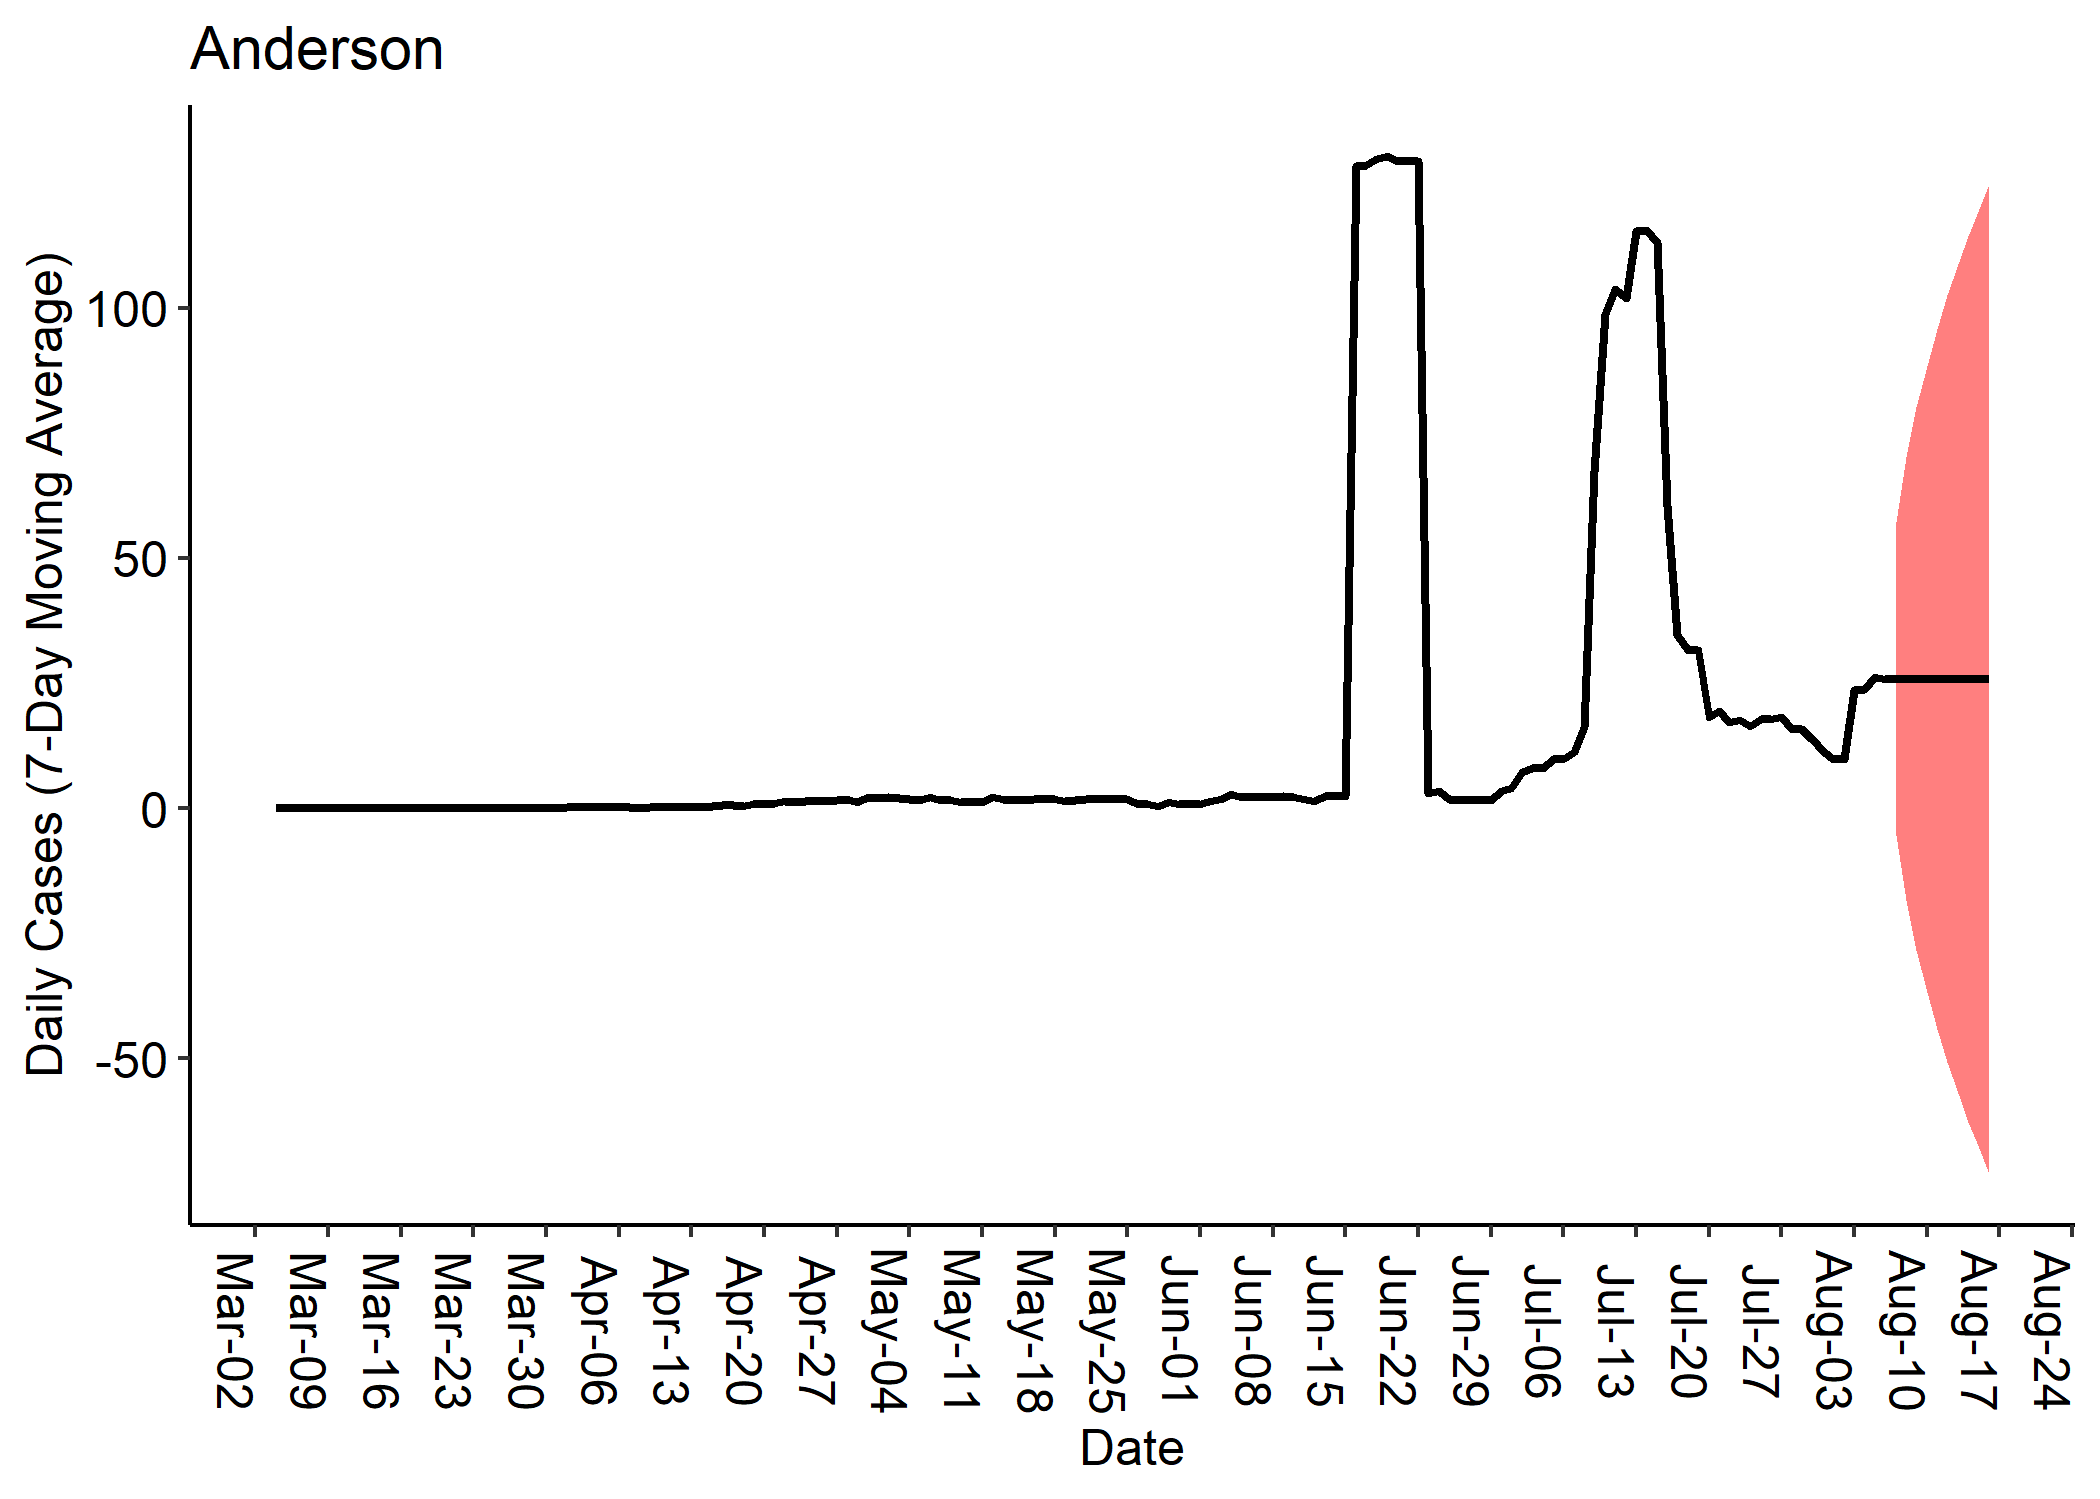 Anderson
Daily Cases (7-Day Moving Average)
100
50
0
-50
Mar-02
Mar-09
Mar-16
Mar-23
Mar-30
Apr-06
Apr-13
Apr-20
Apr-27
May-04
May-11
May-18
May-25
Jun-01
Jun-08
Jun-15
Jun-22
Jun-29
Jul-06
Jul-13
Jul-20
Jul-27
Aug-03
Aug-10
Aug-17
Aug-24
Date